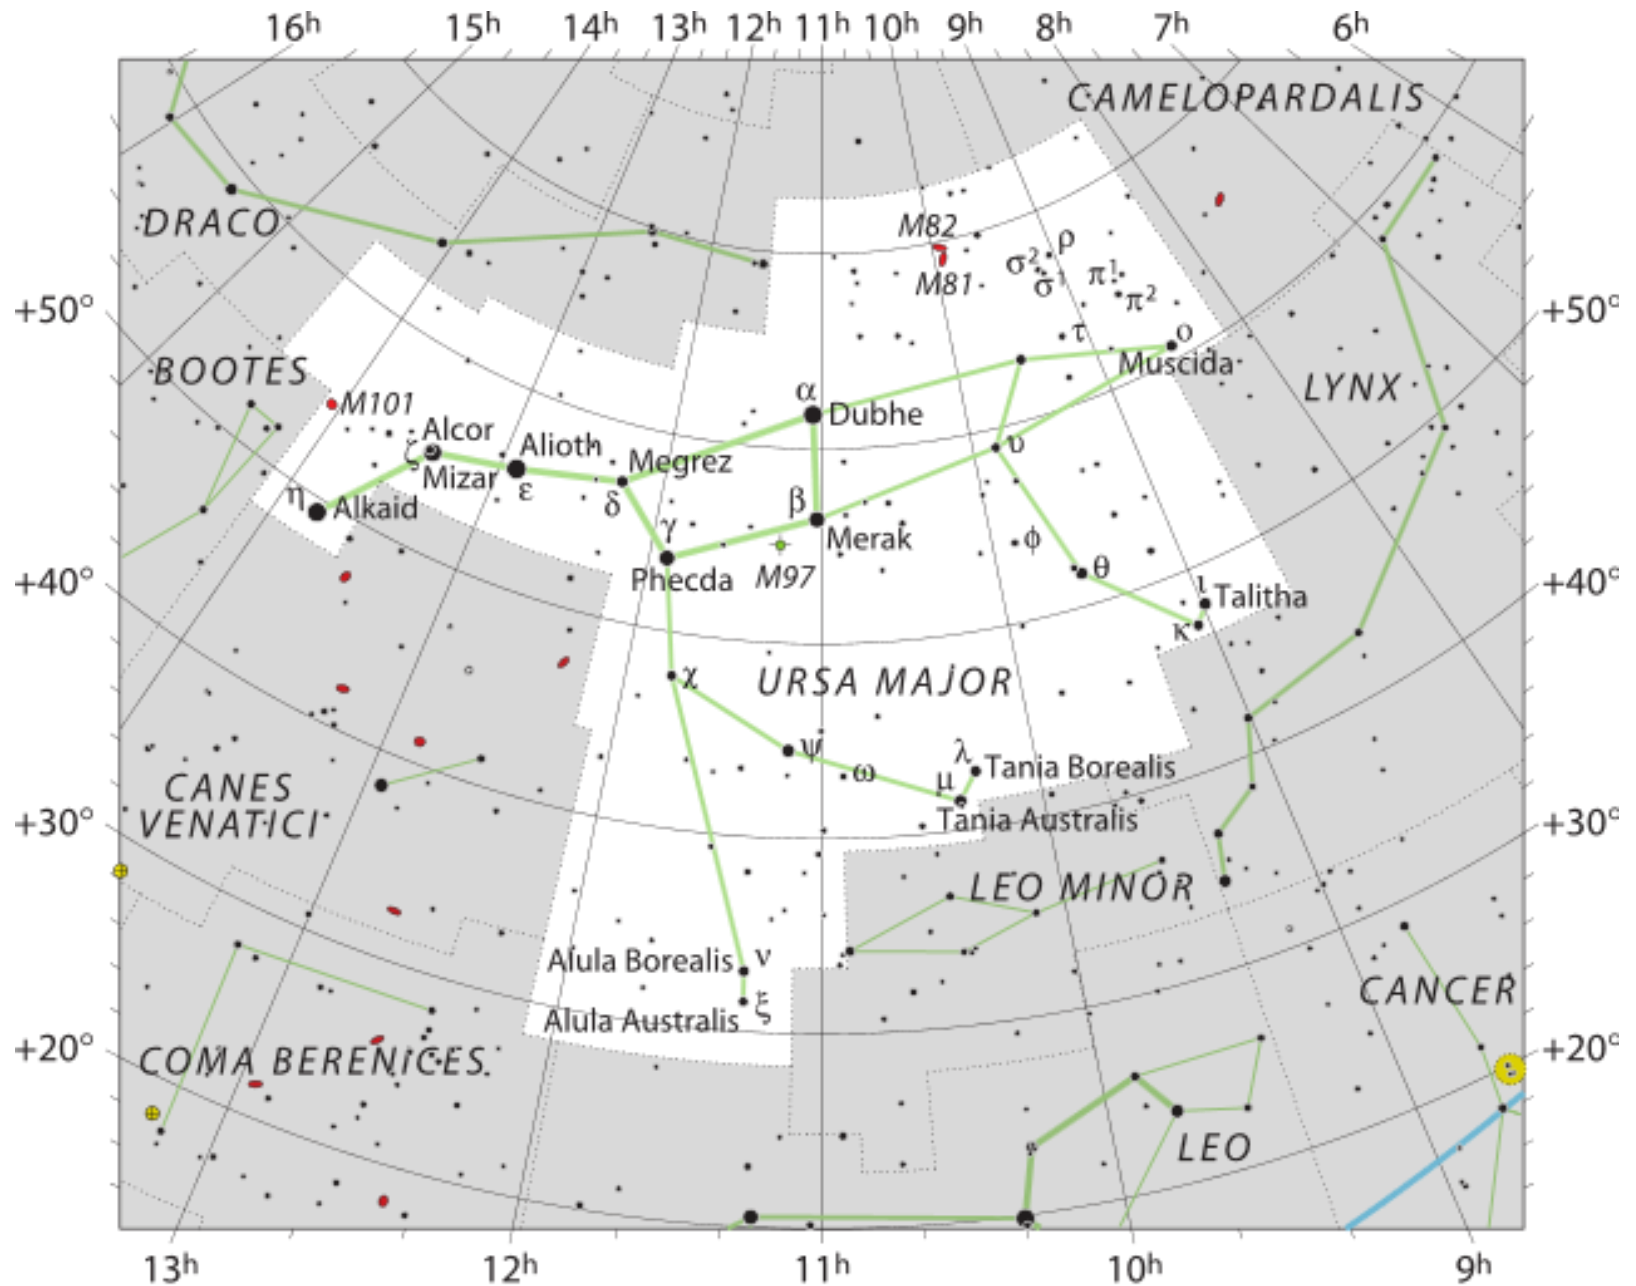 16h 15h 14h 13h 12h 11h 10h 9h 8h 7h 6h
CAMELOPARDALIS
DRACO
M82
ρ
σ2
σ1
π1
π2
M81
+50°
+50°
τ
ο
Muscida
BOOTES
LYNX
α
Dubhe
M101
Alcor
ζ
Mizar
Alioth
ε
Megrez
δ
υ
η
Alkaid
γ
β
Merak
φ
θ
Phecda
M97
ι
Talitha
κ
+40°
+40°
χ
URSA MAJOR
ψ
ω
λ
μ
Tania Borealis
Tania Australis
CANES
VENATICI
+30°
+30°
LEO MINOR
Alula Borealis
ν
ξ
Alula Australis
CANCER
COMA BERENICES
+20°
+20°
LEO
13h 12h 11h 10h 9h